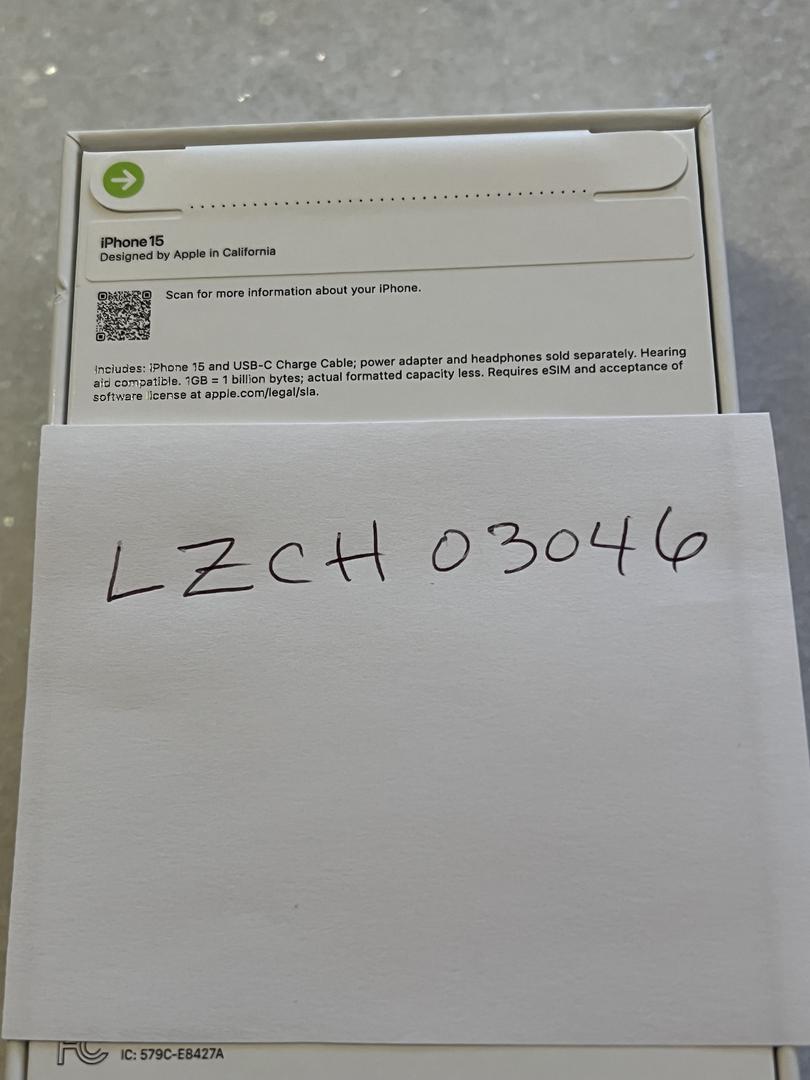 iPhone 15
Designed by Apple in California
Scan for more information about your iPhone.
Includes: iPhone 15 and USB-C Charge Cable; power adapter and headphones sold separately. Hearing
aid compatible. 1GB = 1 billion bytes; actual formatted capacity less. Requires eSIM and acceptance of
software license at apple.com/legal/sla.
LZCH 03046
FC IC: 579C-E8427A